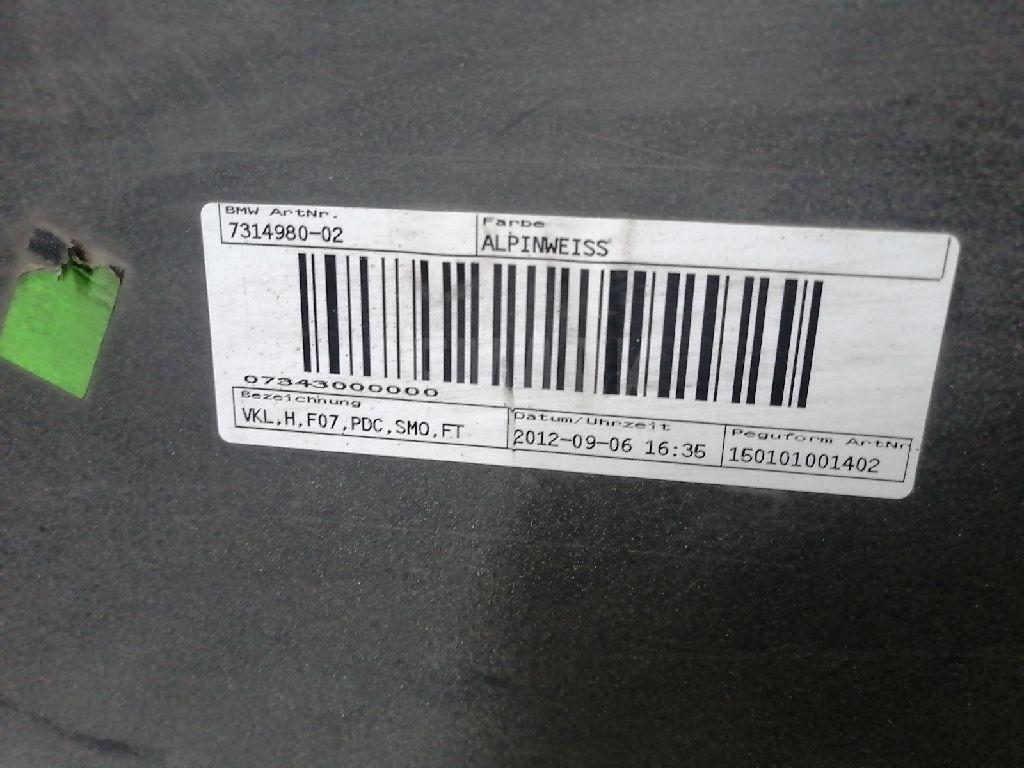 BMW ArtNr.
7314980-02
Farbe
ALPINWEISS
07343000000
Bezeichnung
VKL,H,F07,PDC,SMO,FT
Datum/Uhrzeit
2012-09-06 16:35
Peguform ArtNr.
150101001402